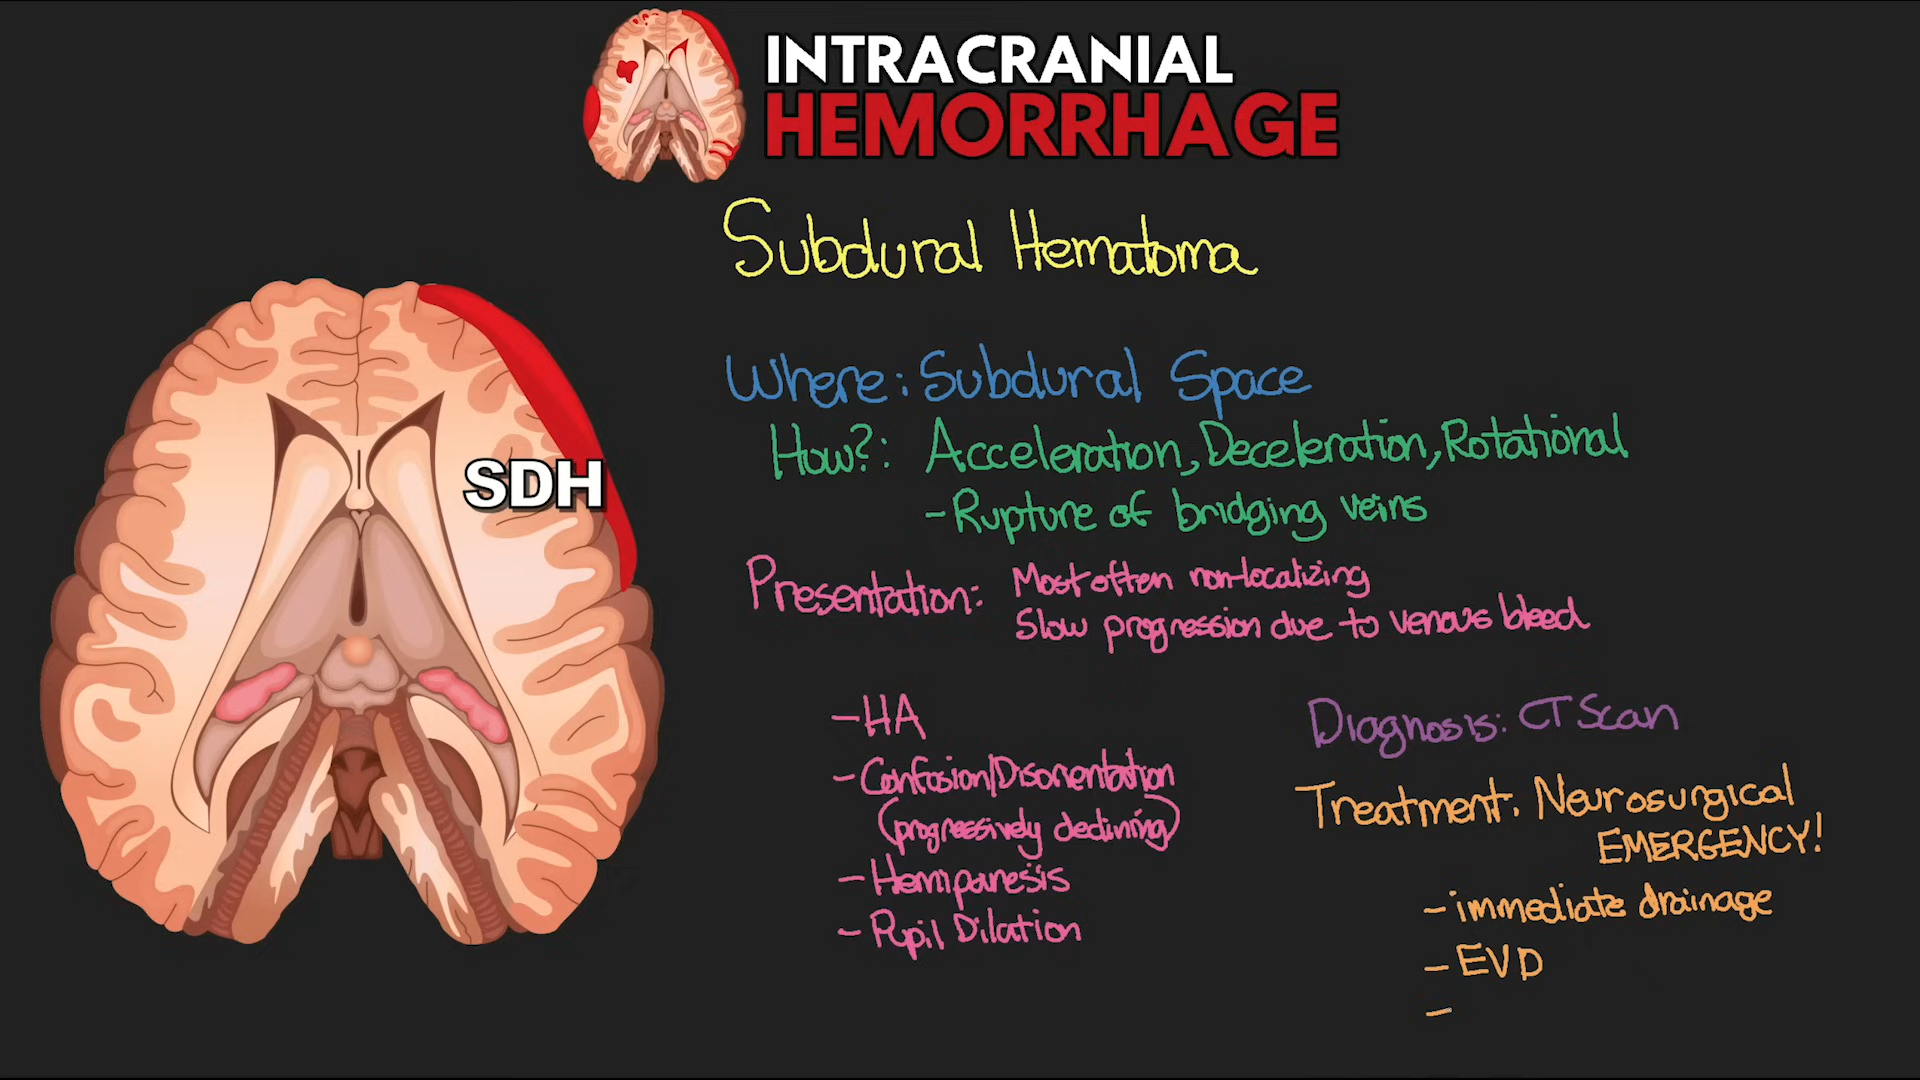 INTRACRANIAL
HEMORRHAGE
Subdural Hematoma
Where: Subdural Space
How?: Acceleration, Deceleration, Rotational
- Rupture of bridging veins
Presentation: Most often non-localizing
Slow progression due to venous bleed
SDH
- HA
- Confusion/Disorientation
(progressively declining)
- Hemiparesis
- Pupil Dilation
Diagnosis: CT Scan
Treatment: Neurosurgical
EMERGENCY!
- immediate drainage
- EVD
-